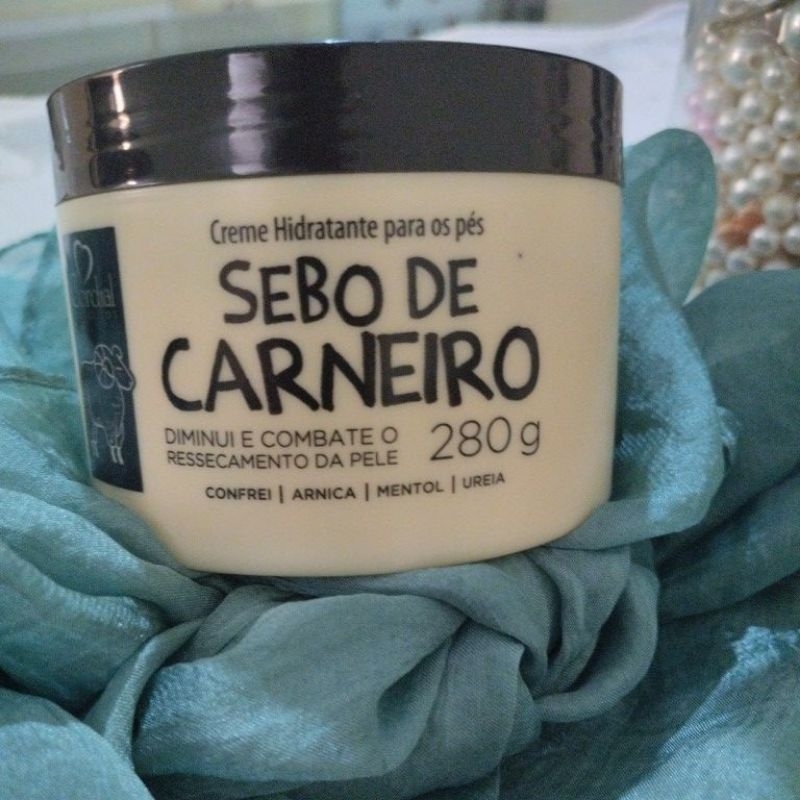 Creme Hidratante para os pés
SEBO DE
CARNEIRO
DIMINUI E COMBATE O
RESSECAMENTO DA PELE
280g
CONFREI | ARNICA | MENTOL | UREIA